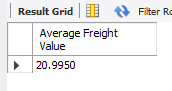 Result Grid Filter Ro
Average Freight
Value
20.9950